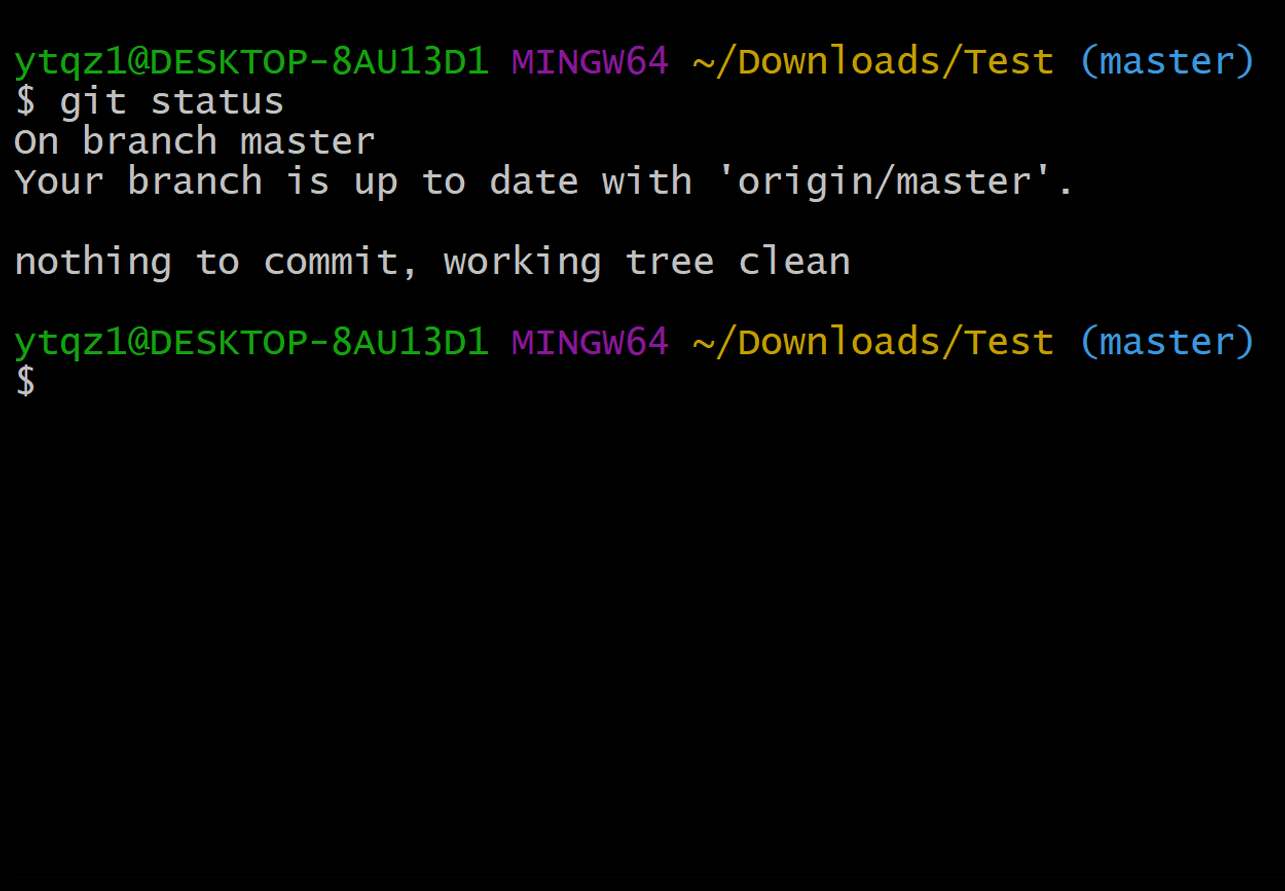 ytqz1@DESKTOP-8AU13D1 MINGW64 ~/Downloads/Test (master)
$ git status
On branch master
Your branch is up to date with 'origin/master'.
nothing to commit, working tree clean
ytqz1@DESKTOP-8AU13D1 MINGW64 ~/Downloads/Test (master)
$